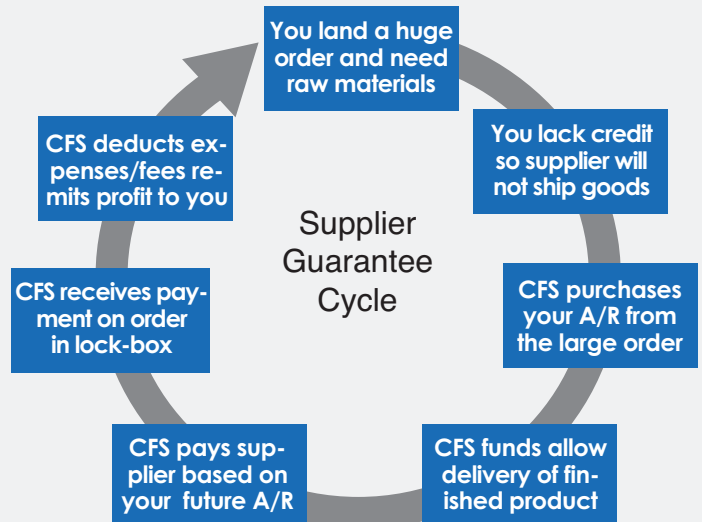 You land a huge
order and need
raw materials
You lack credit
so supplier will
not ship goods
CFS purchases
your A/R from
the large order
CFS funds allow
delivery of fin-
ished product
CFS pays sup-
plier based on
your future A/R
CFS receives pay-
ment on order
in lock-box
CFS deducts ex-
penses/fees re-
mits profit to you
Supplier
Guarantee
Cycle